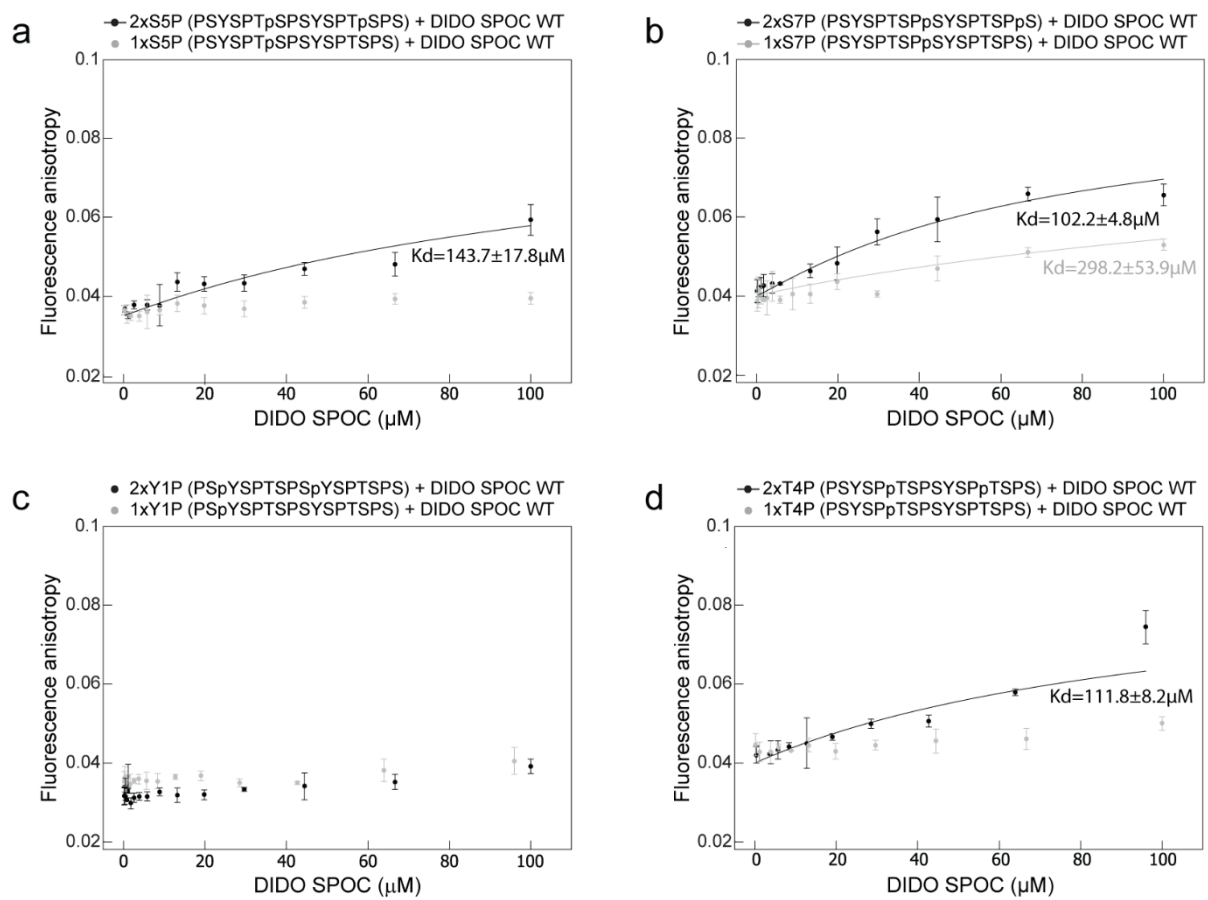 a
2xS5P (PSYSPTpSPSYSPTpSPS) + DIDO SPOC WT
1xS5P (PSYSPTpSPSYSPTSPS) + DIDO SPOC WT
0.1
0.08
0.06
0.04
0.02
Fluorescence anisotropy
Kd=143.7±17.8µM
0 20 40 60 80 100
DIDO SPOC (µM)
b
2xS7P (PSYSPTSPpSYSPTSPpS) + DIDO SPOC WT
1xS7P (PSYSPTSPpSYSPTSPS) + DIDO SPOC WT
0.1
0.08
0.06
0.04
0.02
Fluorescence anisotropy
Kd=102.2±4.8µM
Kd=298.2±53.9µM
0 20 40 60 80 100
DIDO SPOC (µM)
c
2xY1P (PSpYSPTSPSpYSPTSPS) + DIDO SPOC WT
1xY1P (PSpYSPTSPSYSPTSPS) + DIDO SPOC WT
0.1
0.08
0.06
0.04
0.02
Fluorescence anisotropy
0 20 40 60 80 100
DIDO SPOC (µM)
d
2xT4P (PSYSPpTSPSYSPpTSPS) + DIDO SPOC WT
1xT4P (PSYSPpTSPSYSPTSPS) + DIDO SPOC WT
0.1
0.08
0.06
0.04
0.02
Fluorescence anisotropy
Kd=111.8±8.2µM
0 20 40 60 80 100
DIDO SPOC (µM)